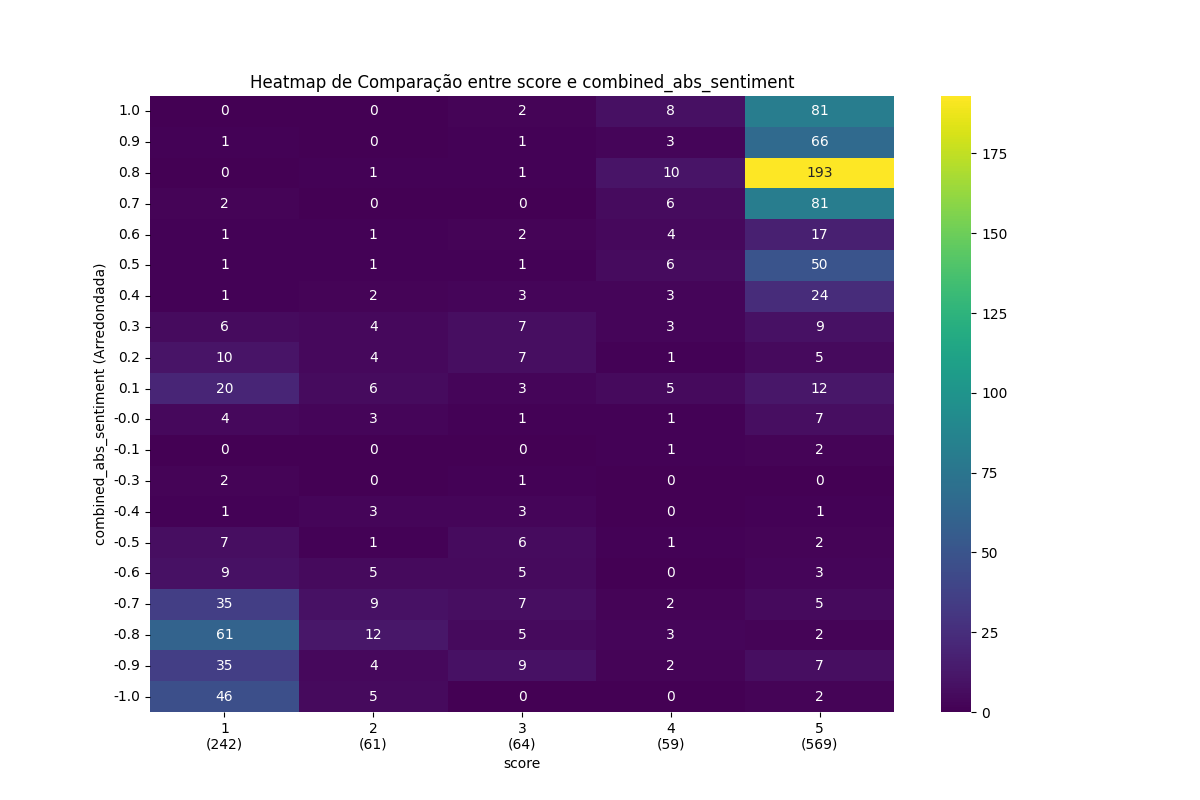 Heatmap de Comparação entre score e combined_abs_sentiment
combined_abs_sentiment (Arredondada)
1.0 0 0 2 8 81
0.9 1 0 1 3 66
0.8 0 1 1 10 193
0.7 2 0 0 6 81
0.6 1 1 2 4 17
0.5 1 1 1 6 50
0.4 1 2 3 3 24
0.3 6 4 7 3 9
0.2 10 4 7 1 5
0.1 20 6 3 5 12
-0.0 4 3 1 1 7
-0.1 0 0 0 1 2
-0.3 2 0 1 0 0
-0.4 1 3 3 0 1
-0.5 7 1 6 1 2
-0.6 9 5 5 0 3
-0.7 35 9 7 2 5
-0.8 61 12 5 3 2
-0.9 35 4 9 2 7
-1.0 46 5 0 0 2
1 2 3 4 5
(242) (61) (64) (59) (569)
score
175
150
125
100
75
50
25
0